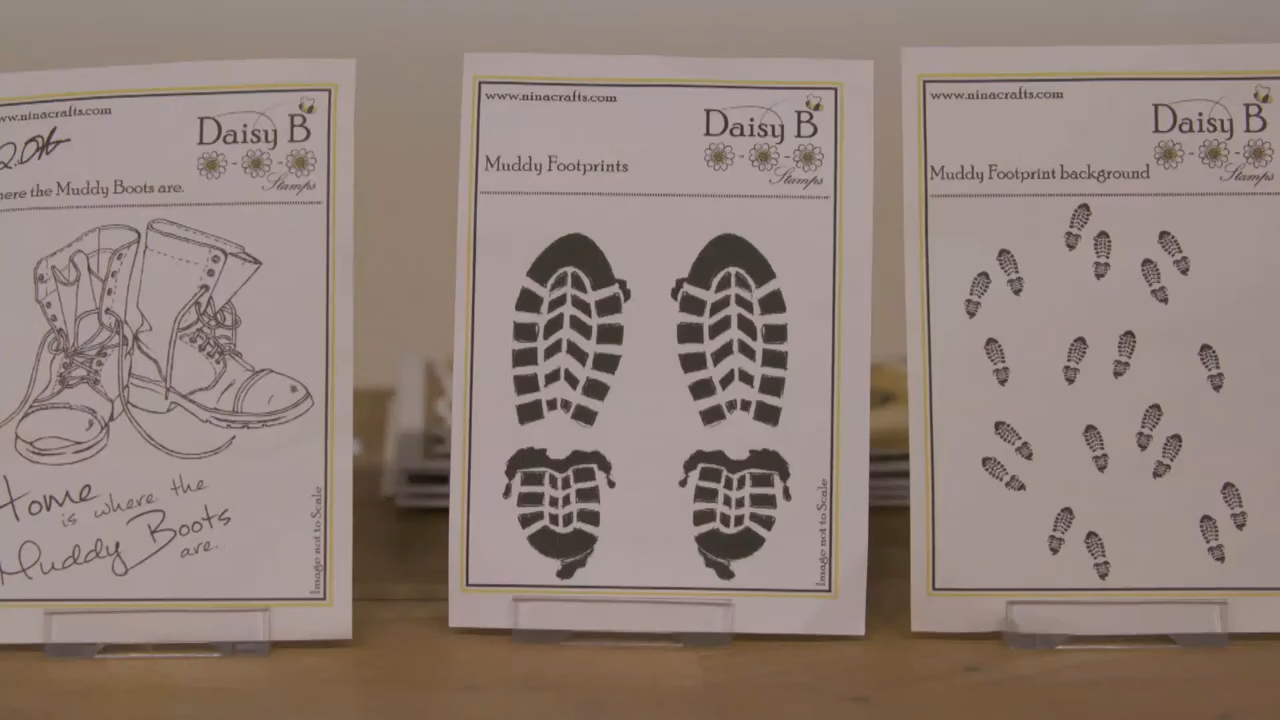 ww.ninacrafts.com
Daisy B
Stamps
here the Muddy Boots are.
Home
is where the
Muddy Boots
are.
Image not to Scale
www.ninacrafts.com
Daisy B
Muddy Footprints
Stamps
Image not to Scale
www.ninacrafts.com
Daisy B
Muddy Footprint background
Stamps